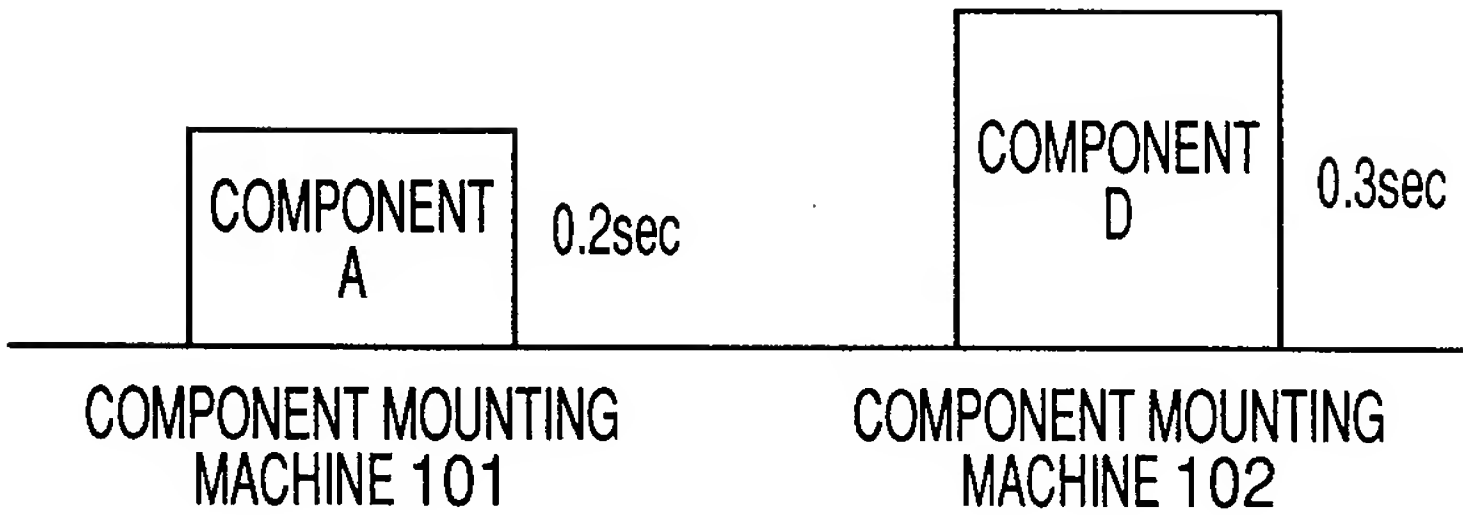 COMPONENT
A
0.2sec
COMPONENT
D
0.3sec
COMPONENT MOUNTING
MACHINE 101
COMPONENT MOUNTING
MACHINE 102